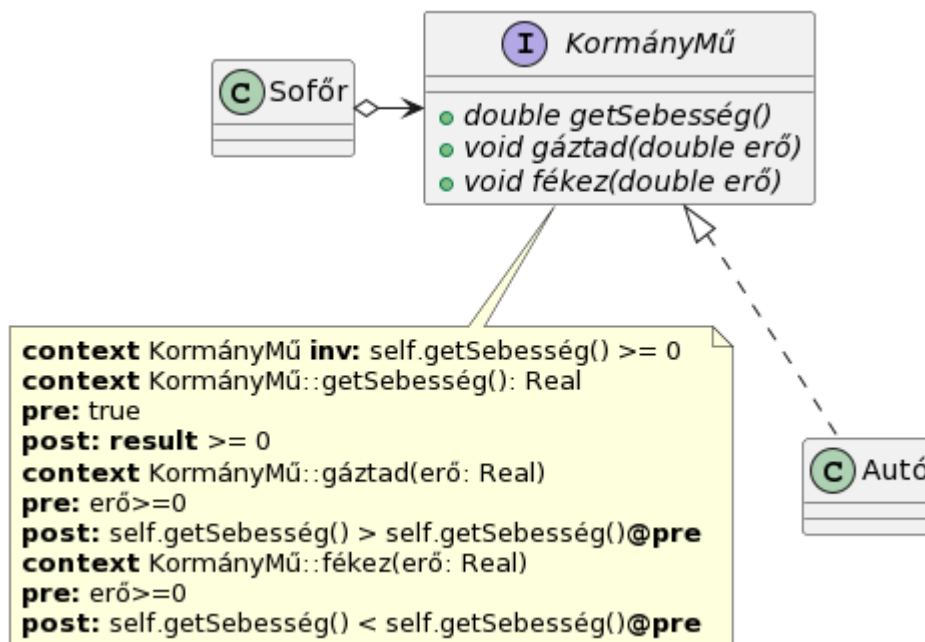 I KormányMű
C Sofőr
double getSebesség()
void gáztad(double erő)
void fékez(double erő)
context KormányMű inv: self.getSebesség() >= 0
context KormányMű::getSebesség(): Real
pre: true
post: result >= 0
context KormányMű::gáztad(erő: Real)
pre: erő>=0
post: self.getSebesség() > self.getSebesség()@pre
context KormányMű::fékez(erő: Real)
pre: erő>=0
post: self.getSebesség() < self.getSebesség()@pre
C Autó